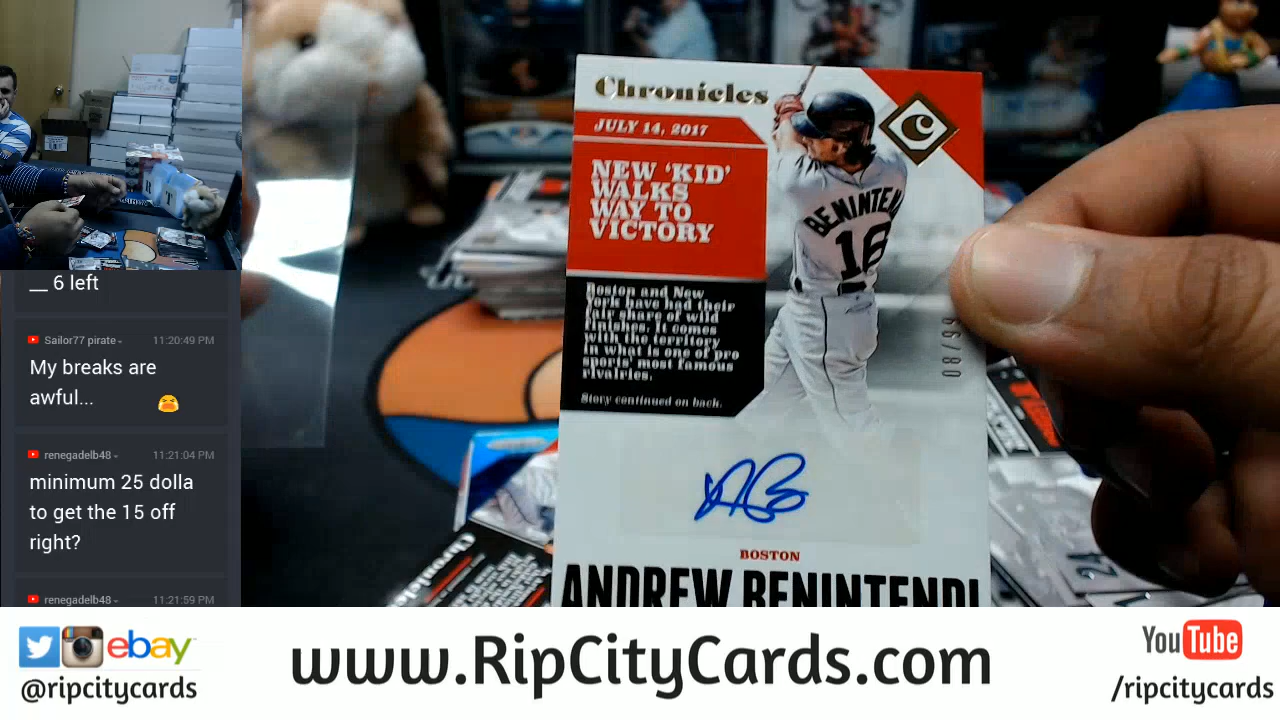 __ 6 left
Sailor77 pirate
11:20:49 PM
My breaks are
awful...
renegadelb48
11:21:04 PM
minimum 25 dolla
to get the 15 off
right?
renegadelb48
11:21:59 PM
Chronicles
JULY 14, 2017
NEW 'KID'
WALKS
WAY TO
VICTORY
Boston and New
York have had their
fair share of wild
finishes. It comes
with the territory
in what is one of pro
sports' most famous
rivalries.
Story continued on back.
C
BENINTEN
16
08/99
BOSTON
ANDREW BENINTENDI
Chronicles
24
ebay
@ripcitycards
www.RipCityCards.com
YouTube
/ripcitycards